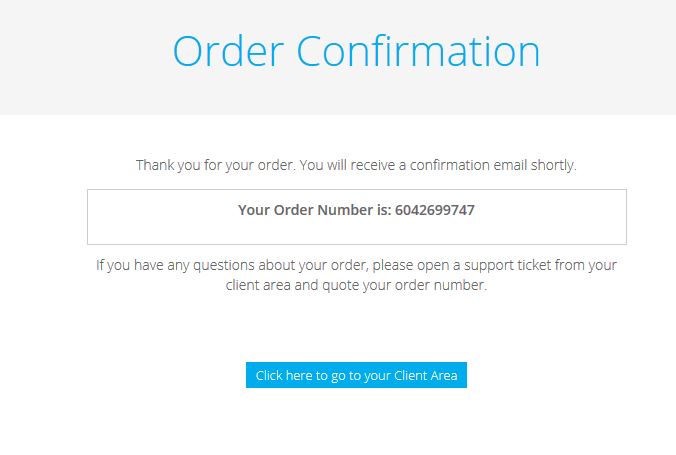 Order Confirmation
Thank you for your order. You will receive a confirmation email shortly.
Your Order Number is: 6042699747
If you have any questions about your order, please open a support ticket from your
client area and quote your order number.
Click here to go to your Client Area